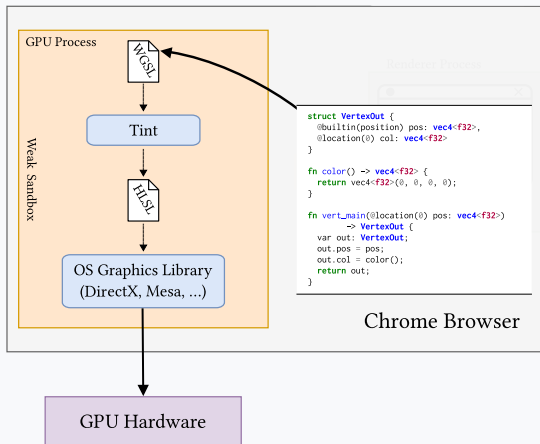 GPU Process
WGSL
Renderer Process
Tint
Weak Sandbox
HLSL
OS Graphics Library
(DirectX, Mesa, ...)
struct VertexOut {
  @builtin(position) pos: vec4<f32>,
  @location(0) col: vec4<f32>
}
fn color() -> vec4<f32> {
  return vec4<f32>(0, 0, 0, 0);
}
fn vert_main(@location(0) pos: vec4<f32>)
        -> VertexOut {
  var out: VertexOut;
  out.pos = pos;
  out.col = color();
  return out;
}
Chrome Browser
GPU Hardware